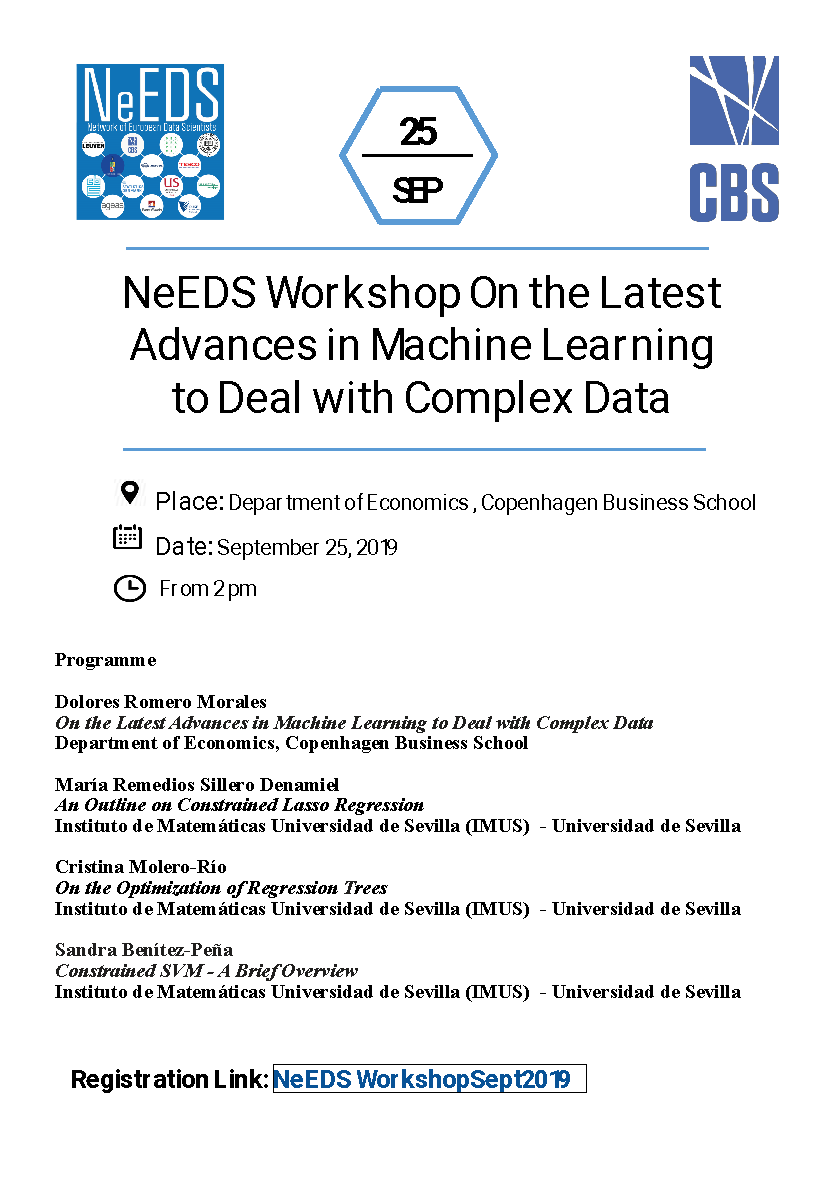 NeEDS
Network of European Data Scientists
LEUVEN
CBS
TESCO
US
ageas
25
SEP
CBS
NeEDS Workshop On the Latest
Advances in Machine Learning
to Deal with Complex Data
Place: Department of Economics , Copenhagen Business School
Date: September 25, 2019
From 2 pm
Programme
Dolores Romero Morales
On the Latest Advances in Machine Learning to Deal with Complex Data
Department of Economics, Copenhagen Business School
María Remedios Sillero Denamiel
An Outline on Constrained Lasso Regression
Instituto de Matemáticas Universidad de Sevilla (IMUS) - Universidad de Sevilla
Cristina Molero-Río
On the Optimization of Regression Trees
Instituto de Matemáticas Universidad de Sevilla (IMUS) - Universidad de Sevilla
Sandra Benítez-Peña
Constrained SVM - A Brief Overview
Instituto de Matemáticas Universidad de Sevilla (IMUS) - Universidad de Sevilla
Registration Link: NeEDS WorkshopSept2019